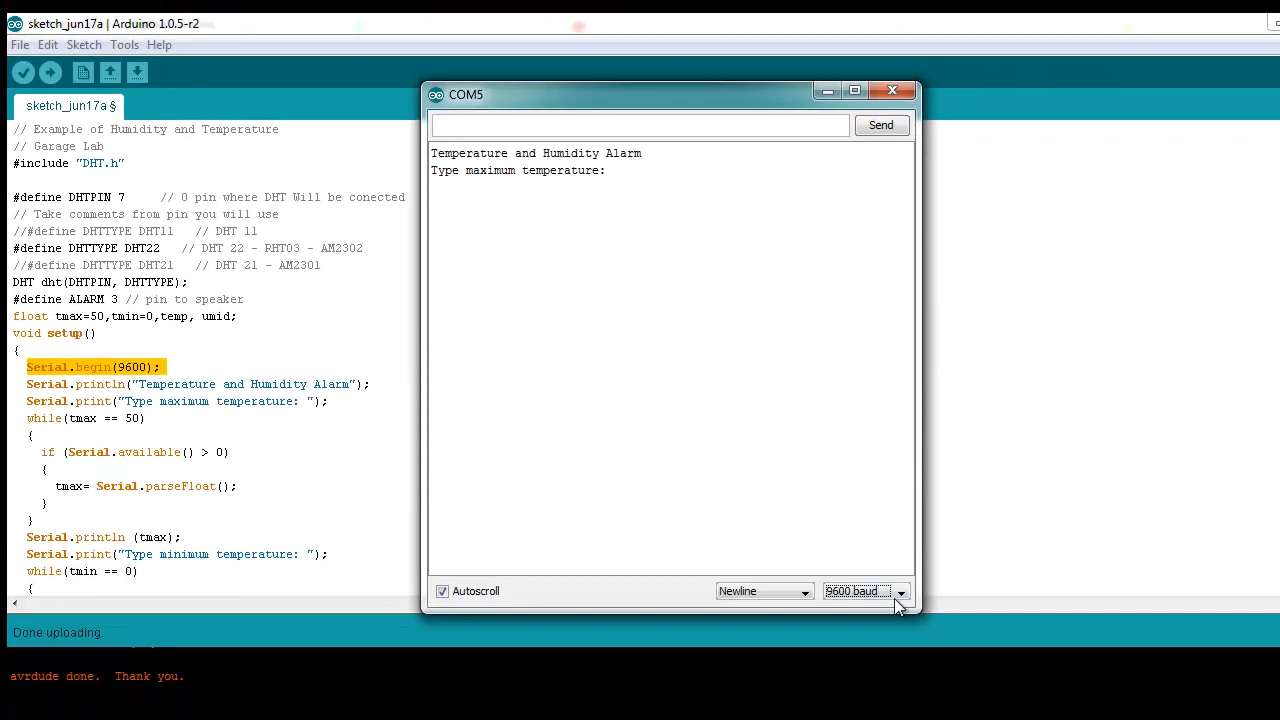 sketch_jun17a | Arduino 1.0.5-r2
File Edit Sketch Tools Help
sketch_jun17a §
// Example of Humidity and Temperature
// Garage Lab
#include "DHT.h"
#define DHTPIN 7 // O pin where DHT Will be conected
// Take comments from pin you will use
//#define DHTTYPE DHT11 // DHT 11
#define DHTTYPE DHT22 // DHT 22 - RHT03 - AM2302
//#define DHTTYPE DHT21 // DHT 21 - AM2301
DHT dht(DHTPIN, DHTTYPE);
#define ALARM 3 // pin to speaker
float tmax=50,tmin=0,temp, umid;
void setup()
{
Serial.begin(9600);
Serial.println("Temperature and Humidity Alarm");
Serial.print("Type maximum temperature: ");
while(tmax == 50)
{
if (Serial.available() > 0)
{
tmax= Serial.parseFloat();
}
}
Serial.println (tmax);
Serial.print("Type minimum temperature: ");
while(tmin == 0)
{
Done uploading.
avrdude done. Thank you.
COM5
Send
Temperature and Humidity Alarm
Type maximum temperature:
Autoscroll
Newline
9600 baud